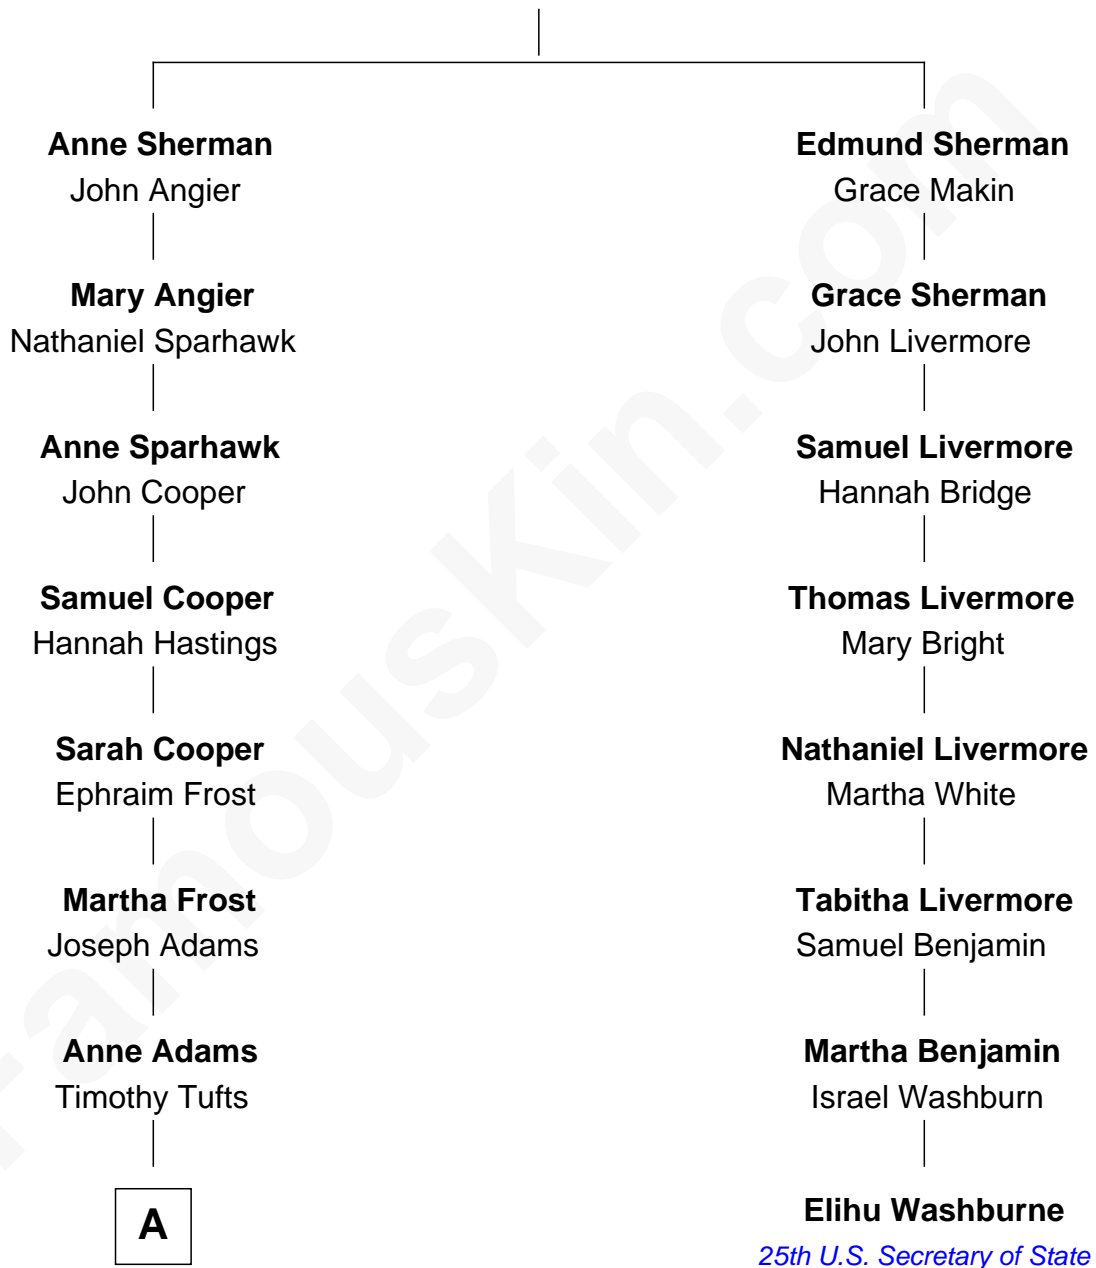 Anne Sherman
John Angier
Mary Angier
Nathaniel Sparhawk
Anne Sparhawk
John Cooper
Samuel Cooper
Hannah Hastings
Sarah Cooper
Ephraim Frost
Martha Frost
Joseph Adams
Anne Adams
Timothy Tufts
A
Edmund Sherman
Grace Makin
Grace Sherman
John Livermore
Samuel Livermore
Hannah Bridge
Thomas Livermore
Mary Bright
Nathaniel Livermore
Martha White
Tabitha Livermore
Samuel Benjamin
Martha Benjamin
Israel Washburn
Elihu Washburne
25th U.S. Secretary of State
FamousKin.com